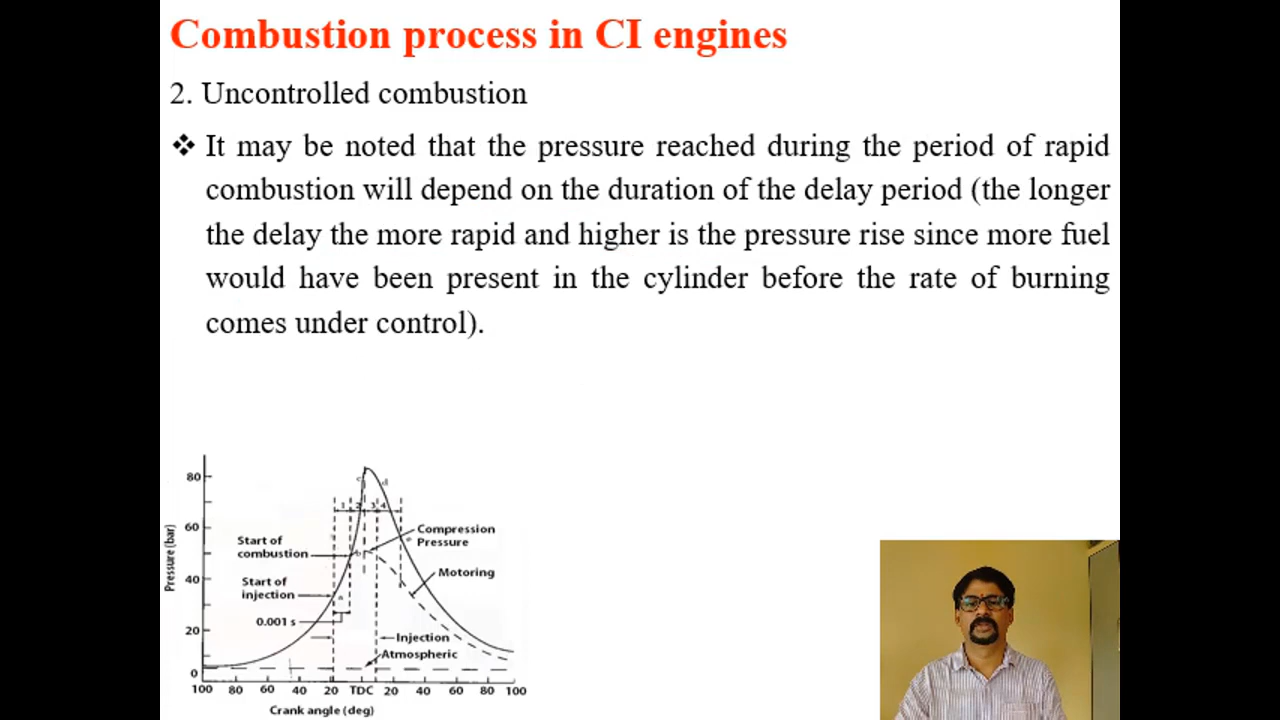 Combustion process in CI engines
2. Uncontrolled combustion
❖ It may be noted that the pressure reached during the period of rapid
combustion will depend on the duration of the delay period (the longer
the delay the more rapid and higher is the pressure rise since more fuel
would have been present in the cylinder before the rate of burning
comes under control).
80
60
40
20
0
Pressure (bar)
c
d
1 2 3 4
Start of
combustion
b
Compression
Pressure
e
Start of
injection
a
Motoring
0.001 s
Injection
Atmospheric
100 80 60 40 20 TDC 20 40 60 80 100
Crank angle (deg)